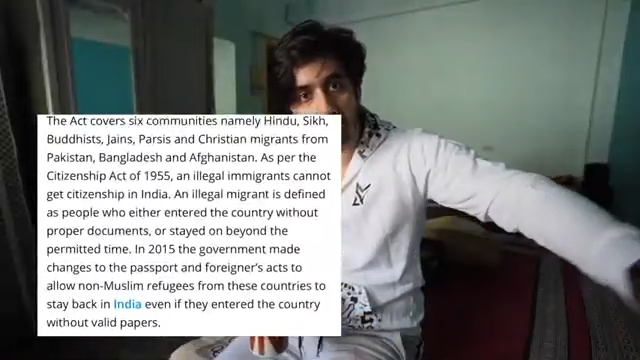 The Act covers six communities namely Hindu, Sikh,
Buddhists, Jains, Parsis and Christian migrants from
Pakistan, Bangladesh and Afghanistan. As per the
Citizenship Act of 1955, an illegal immigrants cannot
get citizenship in India. An illegal migrant is defined
as people who either entered the country without
proper documents, or stayed on beyond the
permitted time. In 2015 the government made
changes to the passport and foreigner's acts to
allow non-Muslim refugees from these countries to
stay back in India even if they entered the country
without valid papers.